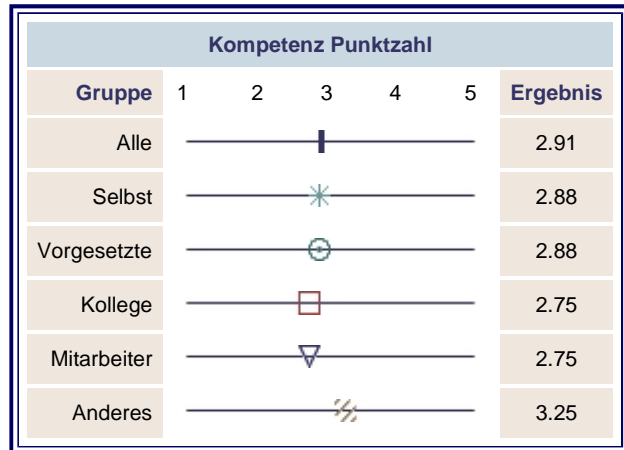 Kompetenz Punktzahl
Gruppe 1 2 3 4 5 Ergebnis
Alle 2.91
Selbst 2.88
Vorgesetzte 2.88
Kollege 2.75
Mitarbeiter 2.75
Anderes 3.25